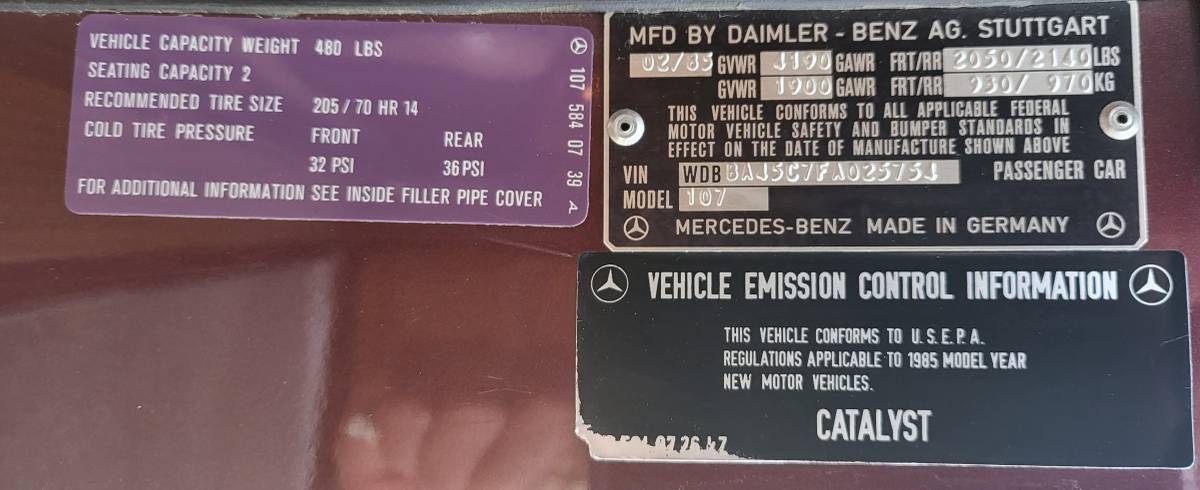 VEHICLE CAPACITY WEIGHT 480 LBS
SEATING CAPACITY 2
RECOMMENDED TIRE SIZE 205/70 HR 14
COLD TIRE PRESSURE FRONT REAR
32 PSI 36 PSI
FOR ADDITIONAL INFORMATION SEE INSIDE FILLER PIPE COVER
107 584 07 39 A
MFD BY DAIMLER-BENZ AG. STUTTGART
02/85 GVWR 4190 GAWR FRT/RR 2050/2140 LBS
GVWR 1900 GAWR FRT/RR 930/ 970 KG
THIS VEHICLE CONFORMS TO ALL APPLICABLE FEDERAL
MOTOR VEHICLE SAFETY AND BUMPER STANDARDS IN
EFFECT ON THE DATE OF MANUFACTURE SHOWN ABOVE
VIN WDBBA45C7FA025754 PASSENGER CAR
MODEL 107
MERCEDES-BENZ MADE IN GERMANY
VEHICLE EMISSION CONTROL INFORMATION
THIS VEHICLE CONFORMS TO U.S.E.P.A.
REGULATIONS APPLICABLE TO 1985 MODEL YEAR
NEW MOTOR VEHICLES.
CATALYST
07 26 47